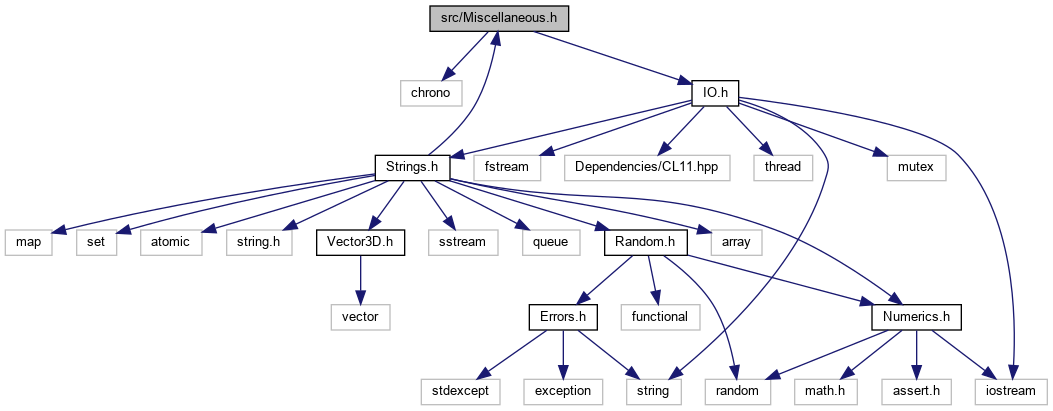 src/Miscellaneous.h
chrono
IO.h
Strings.h
fstream
Dependencies/CL11.hpp
thread
mutex
map
set
atomic
string.h
Vector3D.h
sstream
queue
Random.h
array
vector
Errors.h
functional
Numerics.h
stdexcept
exception
string
random
math.h
assert.h
iostream